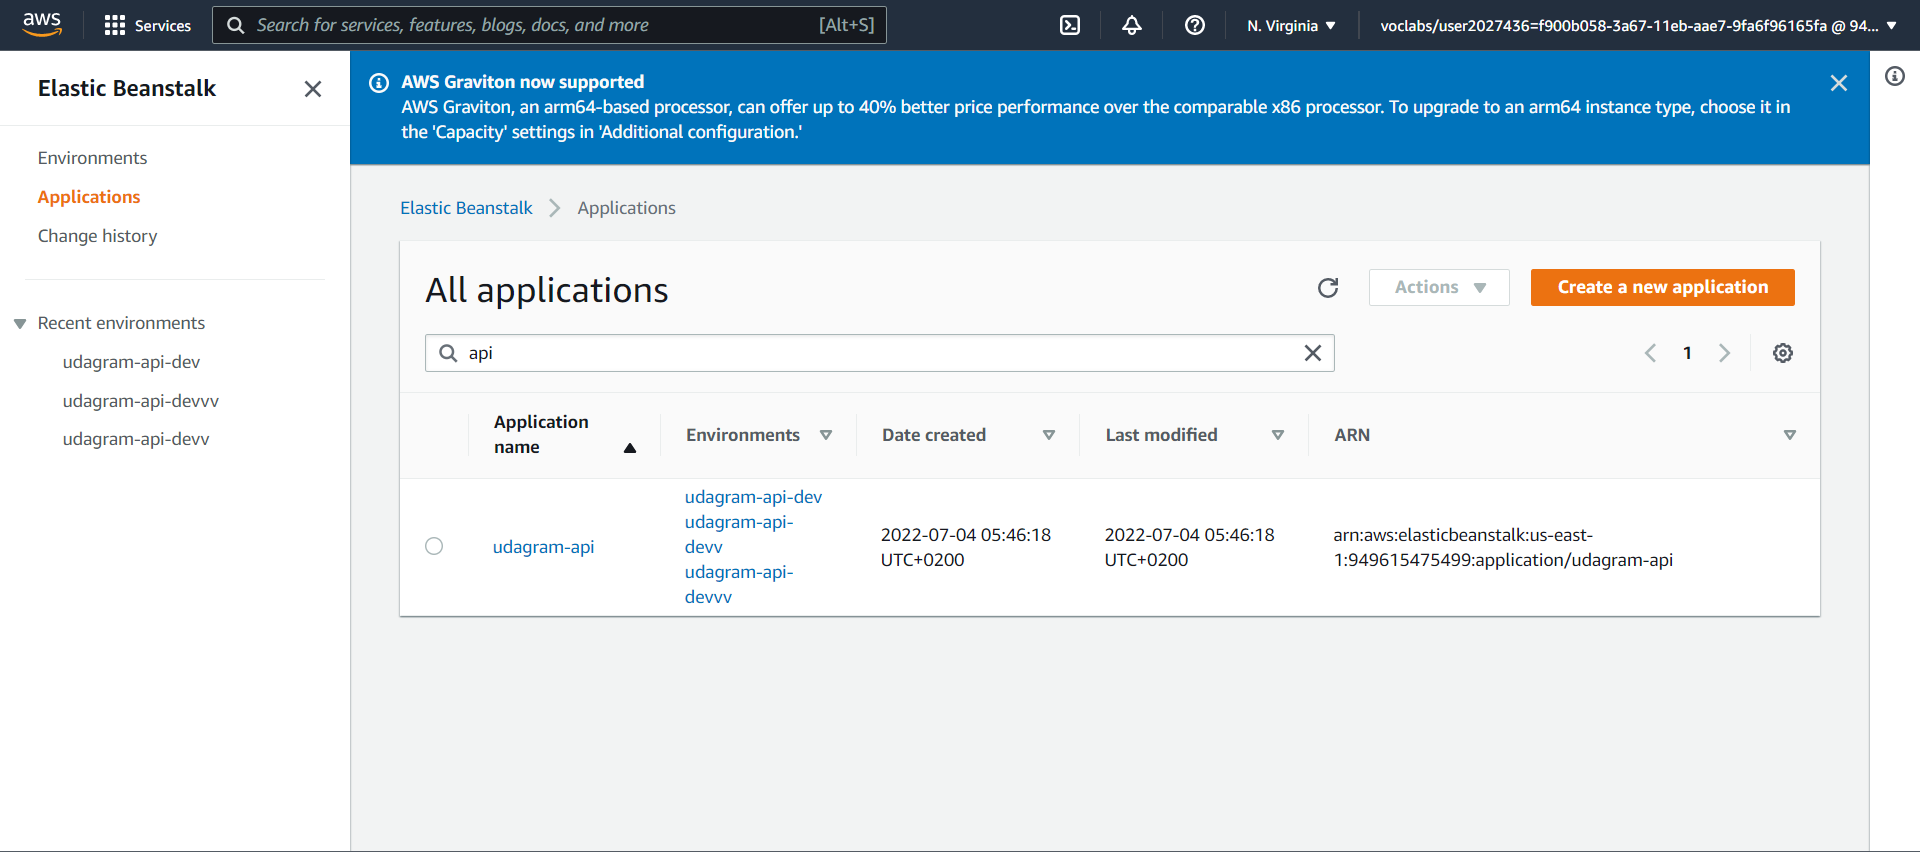 aws
Services
Search for services, features, blogs, docs, and more
[Alt+S]
N. Virginia
voclabs/user2027436=f900b058-3a67-11eb-aae7-9fa6f96165fa @ 94...
Elastic Beanstalk
Environments
Applications
Change history
Recent environments
udagram-api-dev
udagram-api-devvv
udagram-api-devv
AWS Graviton now supported
AWS Graviton, an arm64-based processor, can offer up to 40% better price performance over the comparable x86 processor. To upgrade to an arm64 instance type, choose it in
the 'Capacity' settings in 'Additional configuration.'
Elastic Beanstalk
Applications
All applications
Actions
Create a new application
api
1
Application
name
Environments
Date created
Last modified
ARN
udagram-api
udagram-api-dev
udagram-api-
devv
udagram-api-
devvv
2022-07-04 05:46:18
UTC+0200
2022-07-04 05:46:18
UTC+0200
arn:aws:elasticbeanstalk:us-east-
1:949615475499:application/udagram-api